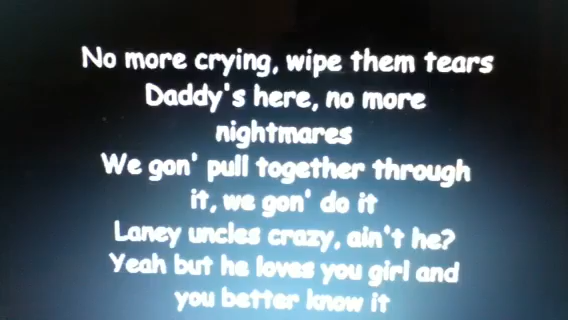 No more crying, wipe them tears
Daddy's here, no more
nightmares
We gon' pull together through
it, we gon' do it
Laney uncles crazy, ain't he?
Yeah but he loves you girl and
you better know it